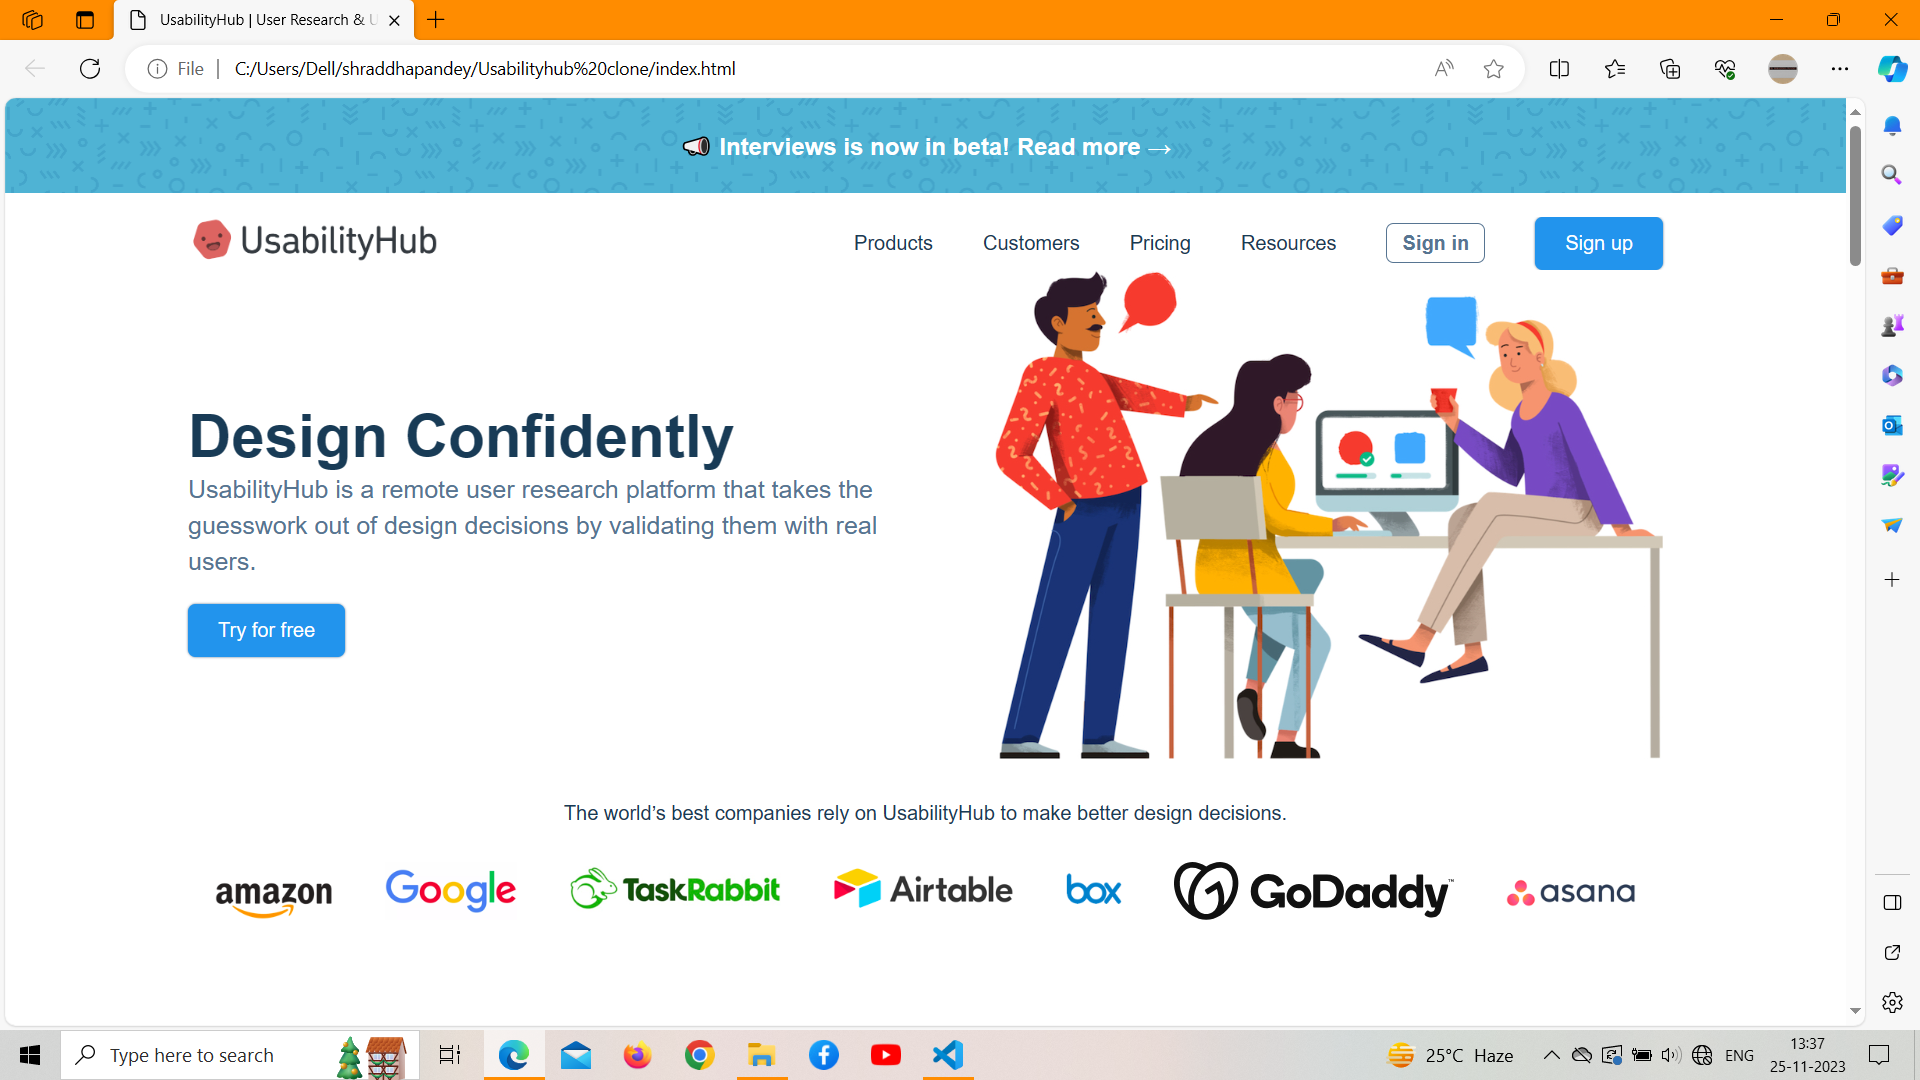 UsabilityHub | User Research & U
File
C:/Users/Dell/shraddhapandey/Usabilityhub%20clone/index.html
Interviews is now in beta! Read more →
UsabilityHub
Products
Customers
Pricing
Resources
Sign in
Sign up
Design Confidently
UsabilityHub is a remote user research platform that takes the
guesswork out of design decisions by validating them with real
users.
Try for free
The world’s best companies rely on UsabilityHub to make better design decisions.
amazon
Google
TaskRabbit
Airtable
box
GoDaddy™
asana
Type here to search
25°C Haze
ENG
13:37
25-11-2023